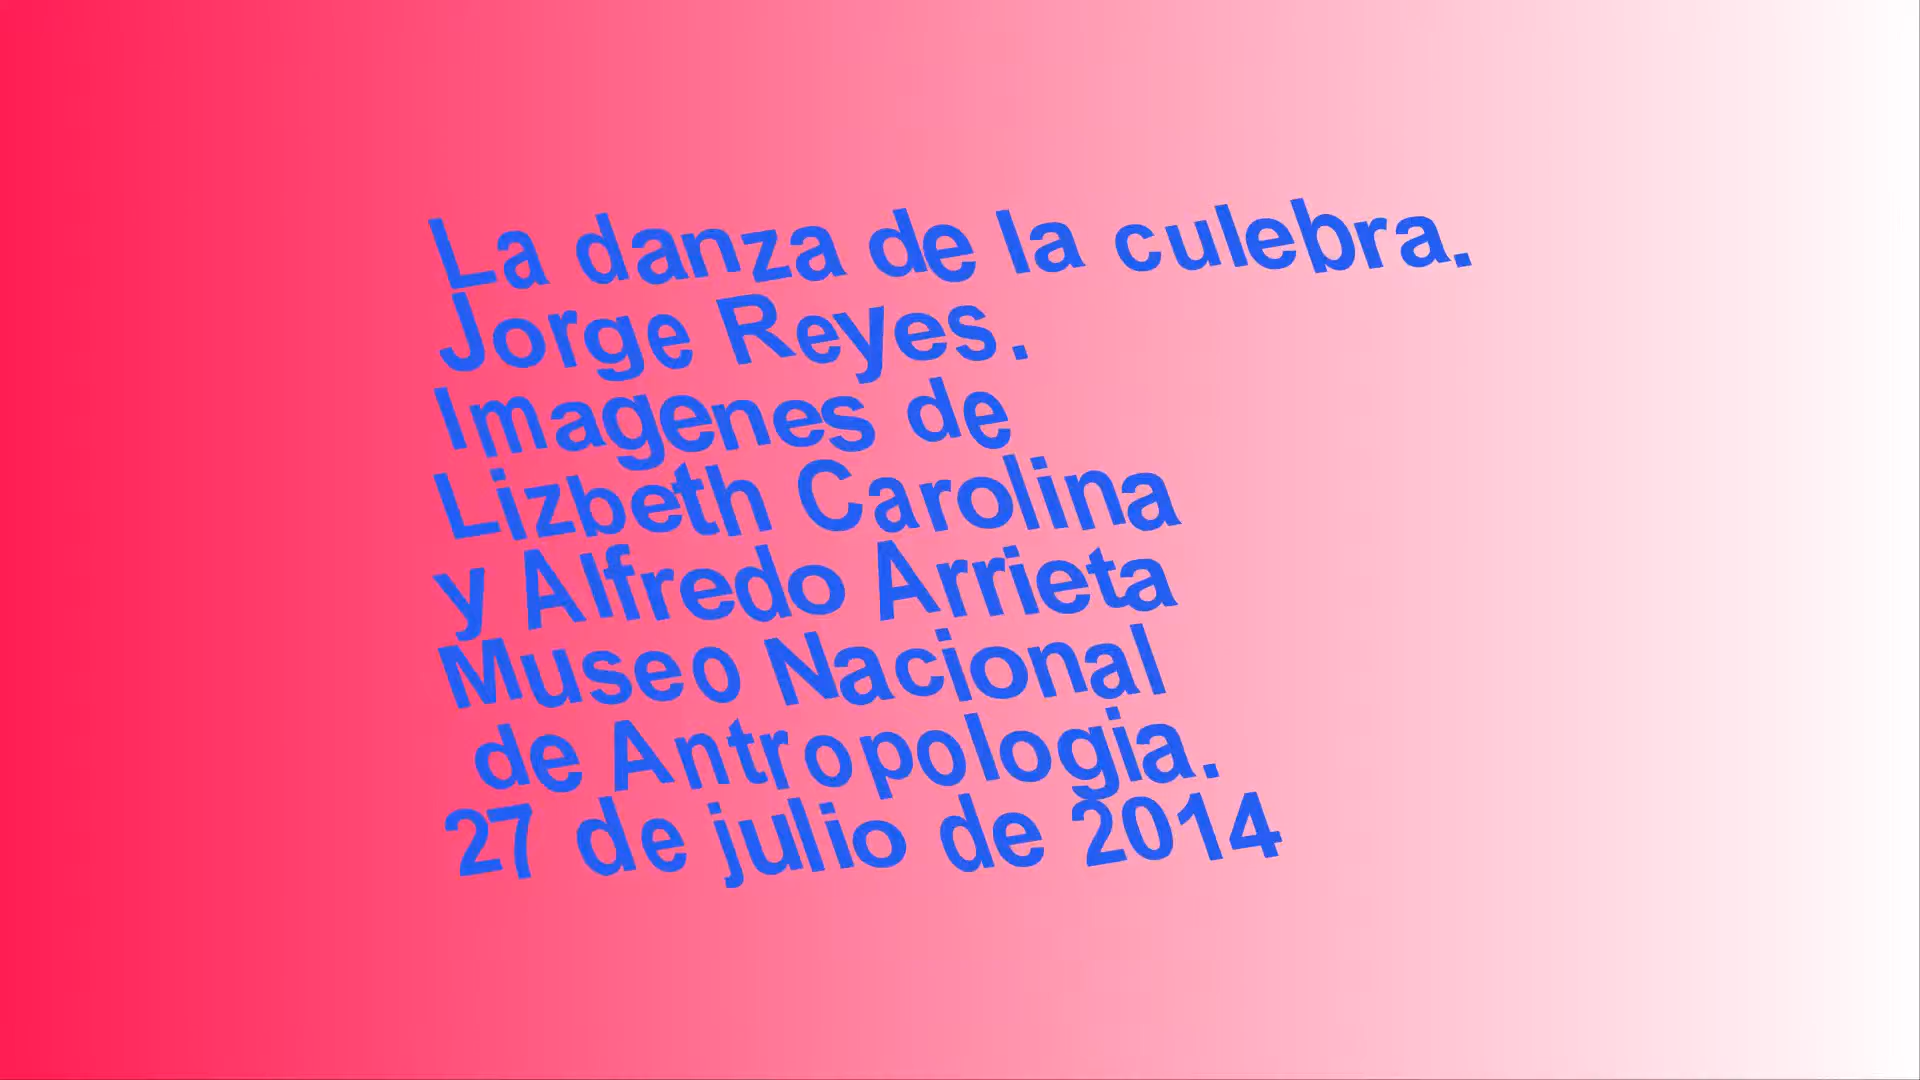 La danza de la culebra.
Jorge Reyes.
Imagenes de
Lizbeth Carolina
y Alfredo Arrieta
Museo Nacional
de Antropologia.
27 de julio de 2014